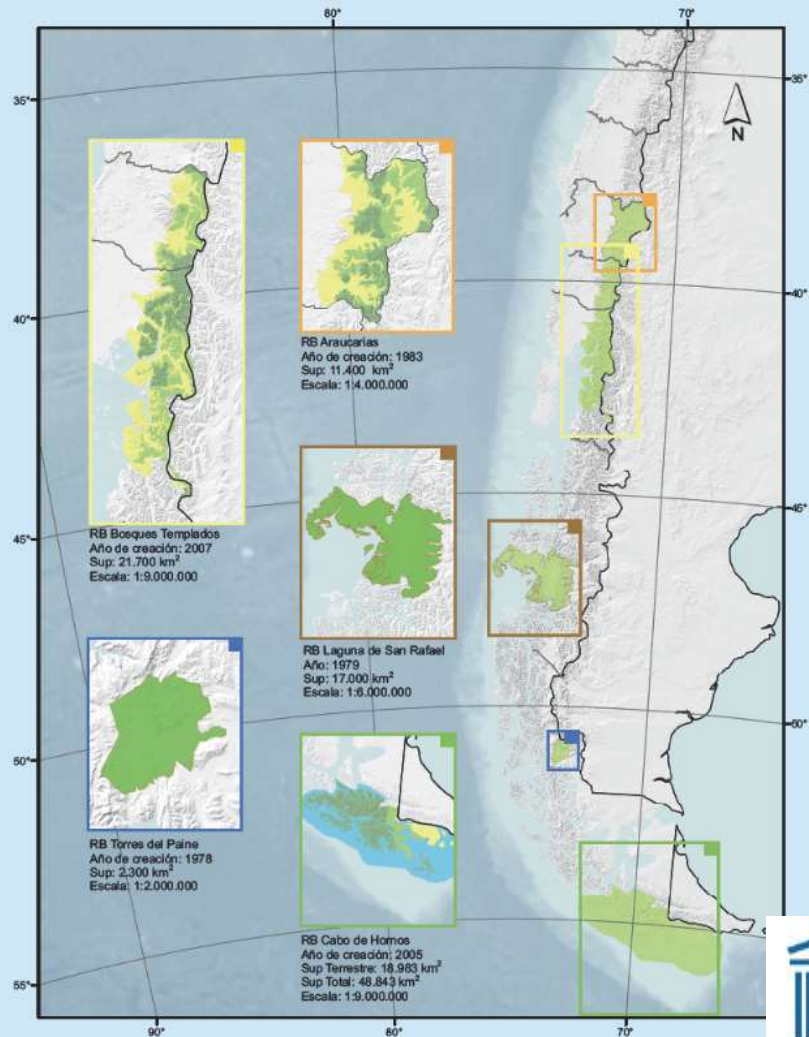 80°
70°
35°
35°
N
RB Araucarias
Año de creación: 1983
Sup: 11.400 km²
Escala: 1:4.000.000
40°
40°
RB Bosques Templados
Año de creación: 2007
Sup: 21.700 km²
Escala: 1:9.000.000
45°
45°
RB Laguna de San Rafael
Año: 1979
Sup: 17.000 km²
Escala: 1:6.000.000
50°
50°
RB Torres del Paine
Año de creación: 1978
Sup: 2.300 km²
Escala: 1:2.000.000
RB Cabo de Hornos
Año de creación: 2005
Sup Terrestre: 18.983 km²
Sup Total: 48.843 km²
Escala: 1:9.000.000
55°
90°
80°
70°